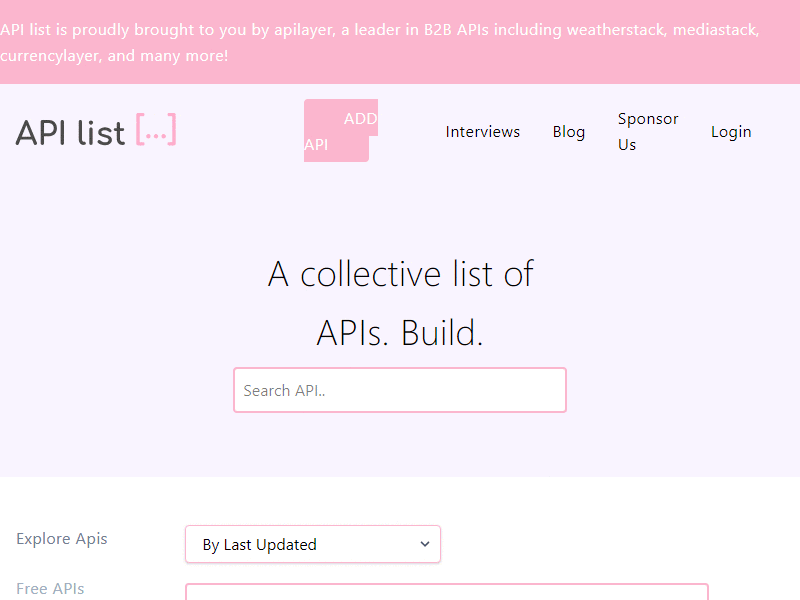 API list is proudly brought to you by apilayer, a leader in B2B APIs including weatherstack, mediastack,
currencylayer, and many more!
API list [...]
ADD
API
Interviews
Blog
Sponsor
Us
Login
A collective list of
APIs. Build.
Search API..
Explore Apis
By Last Updated
Free APIs